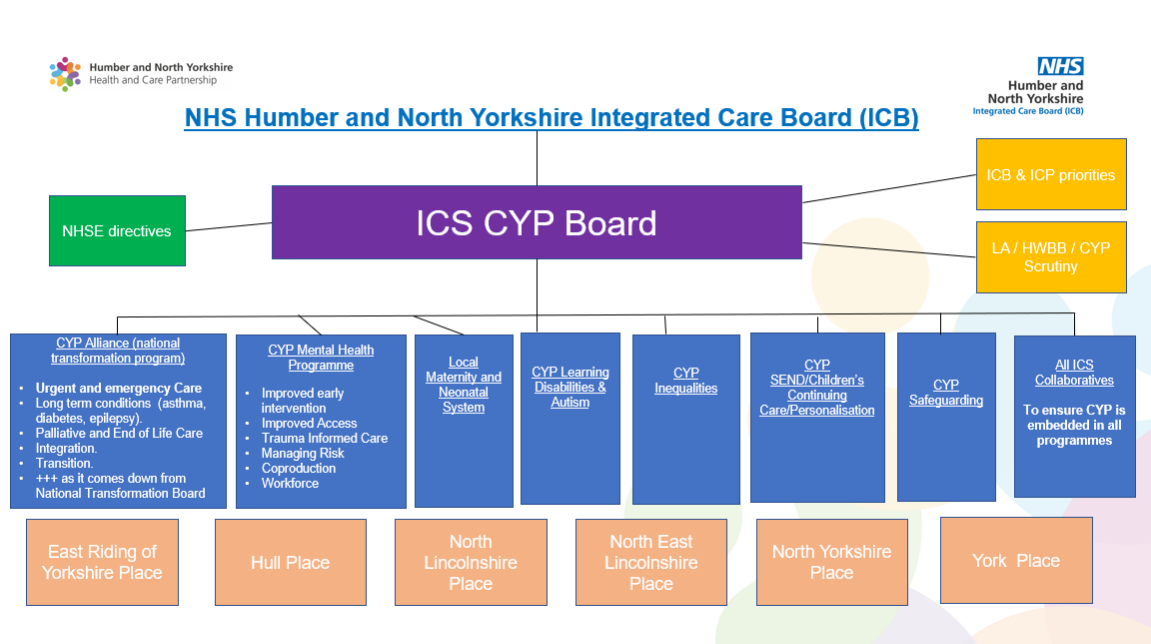 Humber and North Yorkshire
Health and Care Partnership
NHS
Humber and
North Yorkshire
Integrated Care Board (ICB)
NHS Humber and North Yorkshire Integrated Care Board (ICB)
ICB & ICP priorities
ICS CYP Board
NHSE directives
LA / HWBB / CYP
Scrutiny
CYP Alliance (national
transformation program)
• Urgent and emergency Care
• Long term conditions (asthma,
diabetes, epilepsy).
• Palliative and End of Life Care
• Integration.
• Transition.
• +++ as it comes down from
National Transformation Board
CYP Mental Health
Programme
• Improved early
intervention
• Improved Access
• Trauma Informed Care
• Managing Risk
• Coproduction
• Workforce
Local
Maternity and
Neonatal
System
CYP Learning
Disabilities &
Autism
CYP
Inequalities
CYP
SEND/Children's
Continuing
Care/Personalisation
CYP
Safeguarding
All ICS
Collaboratives
To ensure CYP is
embedded in all
programmes
East Riding of
Yorkshire Place
Hull Place
North
Lincolnshire
Place
North East
Lincolnshire
Place
North Yorkshire
Place
York Place